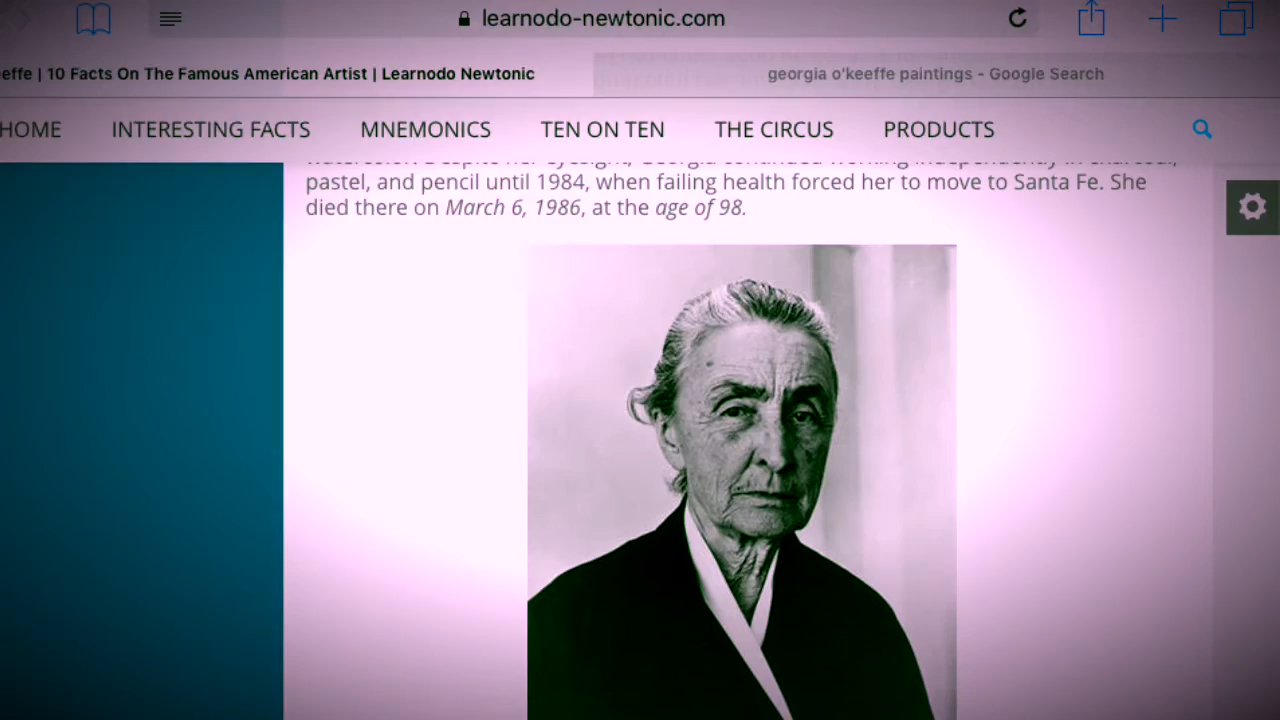 learnodo-newtonic.com
effe | 10 Facts On The Famous American Artist | Learnodo Newtonic
georgia o'keeffe paintings - Google Search
HOME
INTERESTING FACTS
MNEMONICS
TEN ON TEN
THE CIRCUS
PRODUCTS
pastel, and pencil until 1984, when failing health forced her to move to Santa Fe. She
died there on March 6, 1986, at the age of 98.